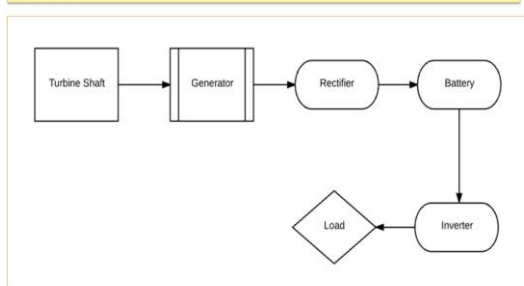 Turbine Shaft
Generator
Rectifier
Battery
Load
Inverter